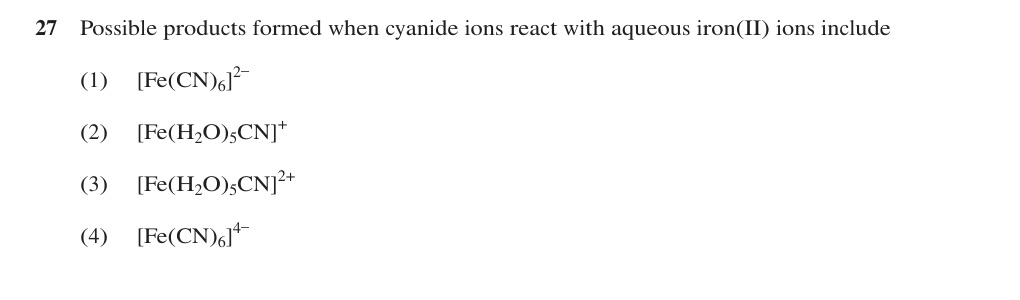 27 Possible products formed when cyanide ions react with aqueous iron(II) ions include
(1) [Fe(CN)₆]²⁻
(2) [Fe(H₂O)₅CN]⁺
(3) [Fe(H₂O)₅CN]²⁺
(4) [Fe(CN)₆]⁴⁻